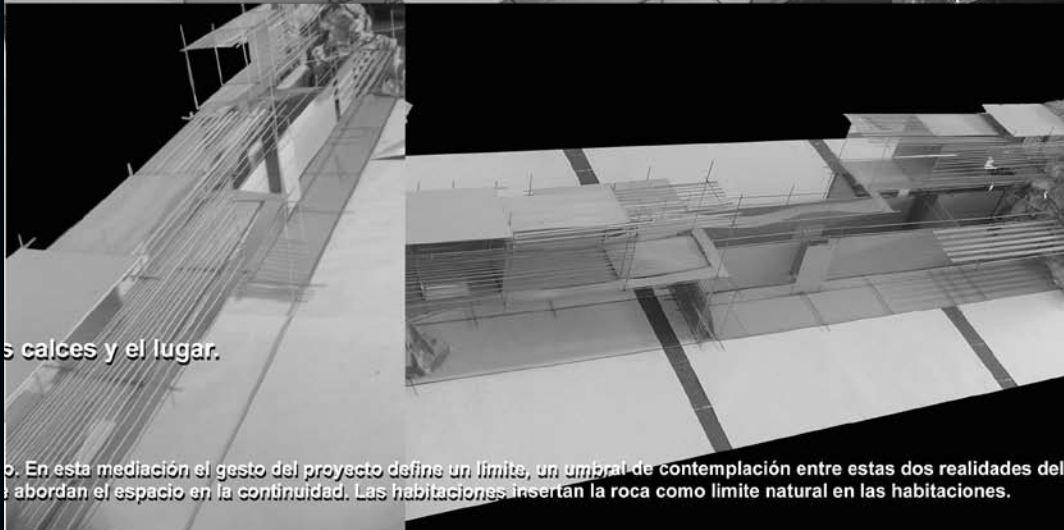 s calces y el lugar.
o. En esta mediación el gesto del proyecto define un límite, un umbral de contemplación entre estas dos realidades del
e abordan el espacio en la continuidad. Las habitaciones insertan la roca como limite natural en las habitaciones.